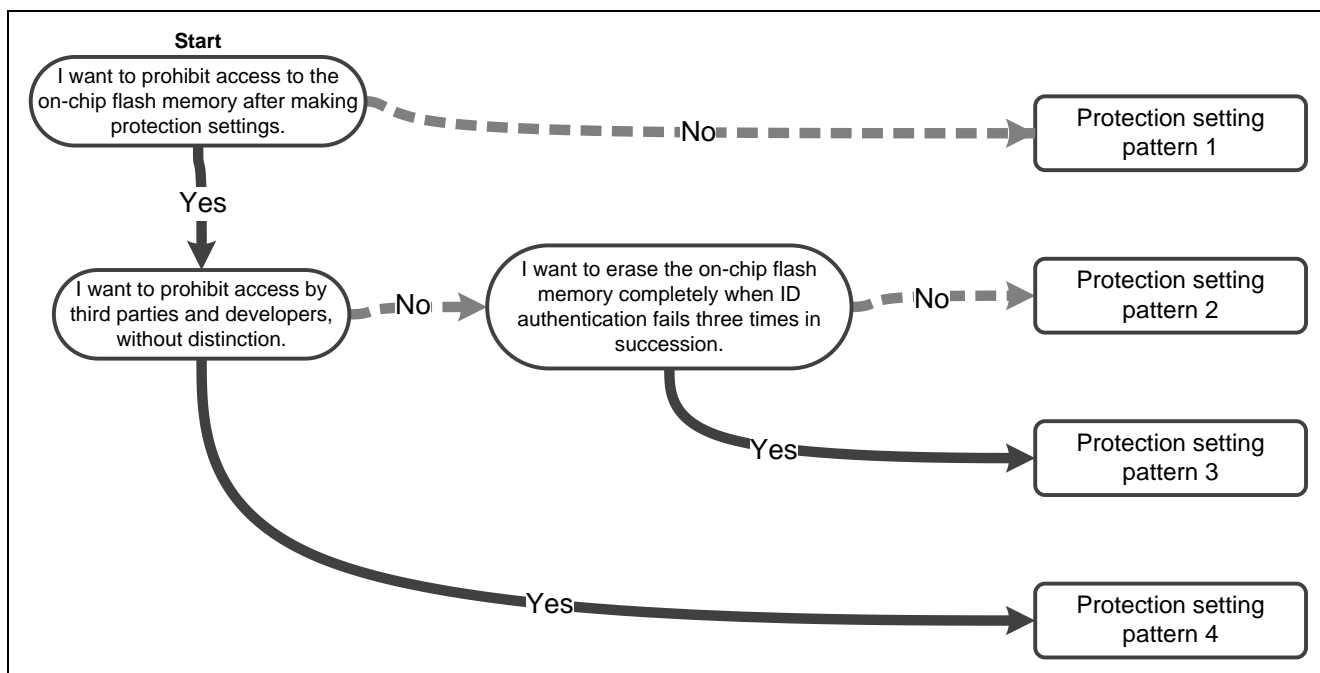 Start
I want to prohibit access to the
on-chip flash memory after making
protection settings.
No
Protection setting
pattern 1
Yes
I want to prohibit access by
third parties and developers,
without distinction.
No
I want to erase the on-chip flash
memory completely when ID
authentication fails three times in
succession.
No
Protection setting
pattern 2
Yes
Protection setting
pattern 3
Yes
Protection setting
pattern 4